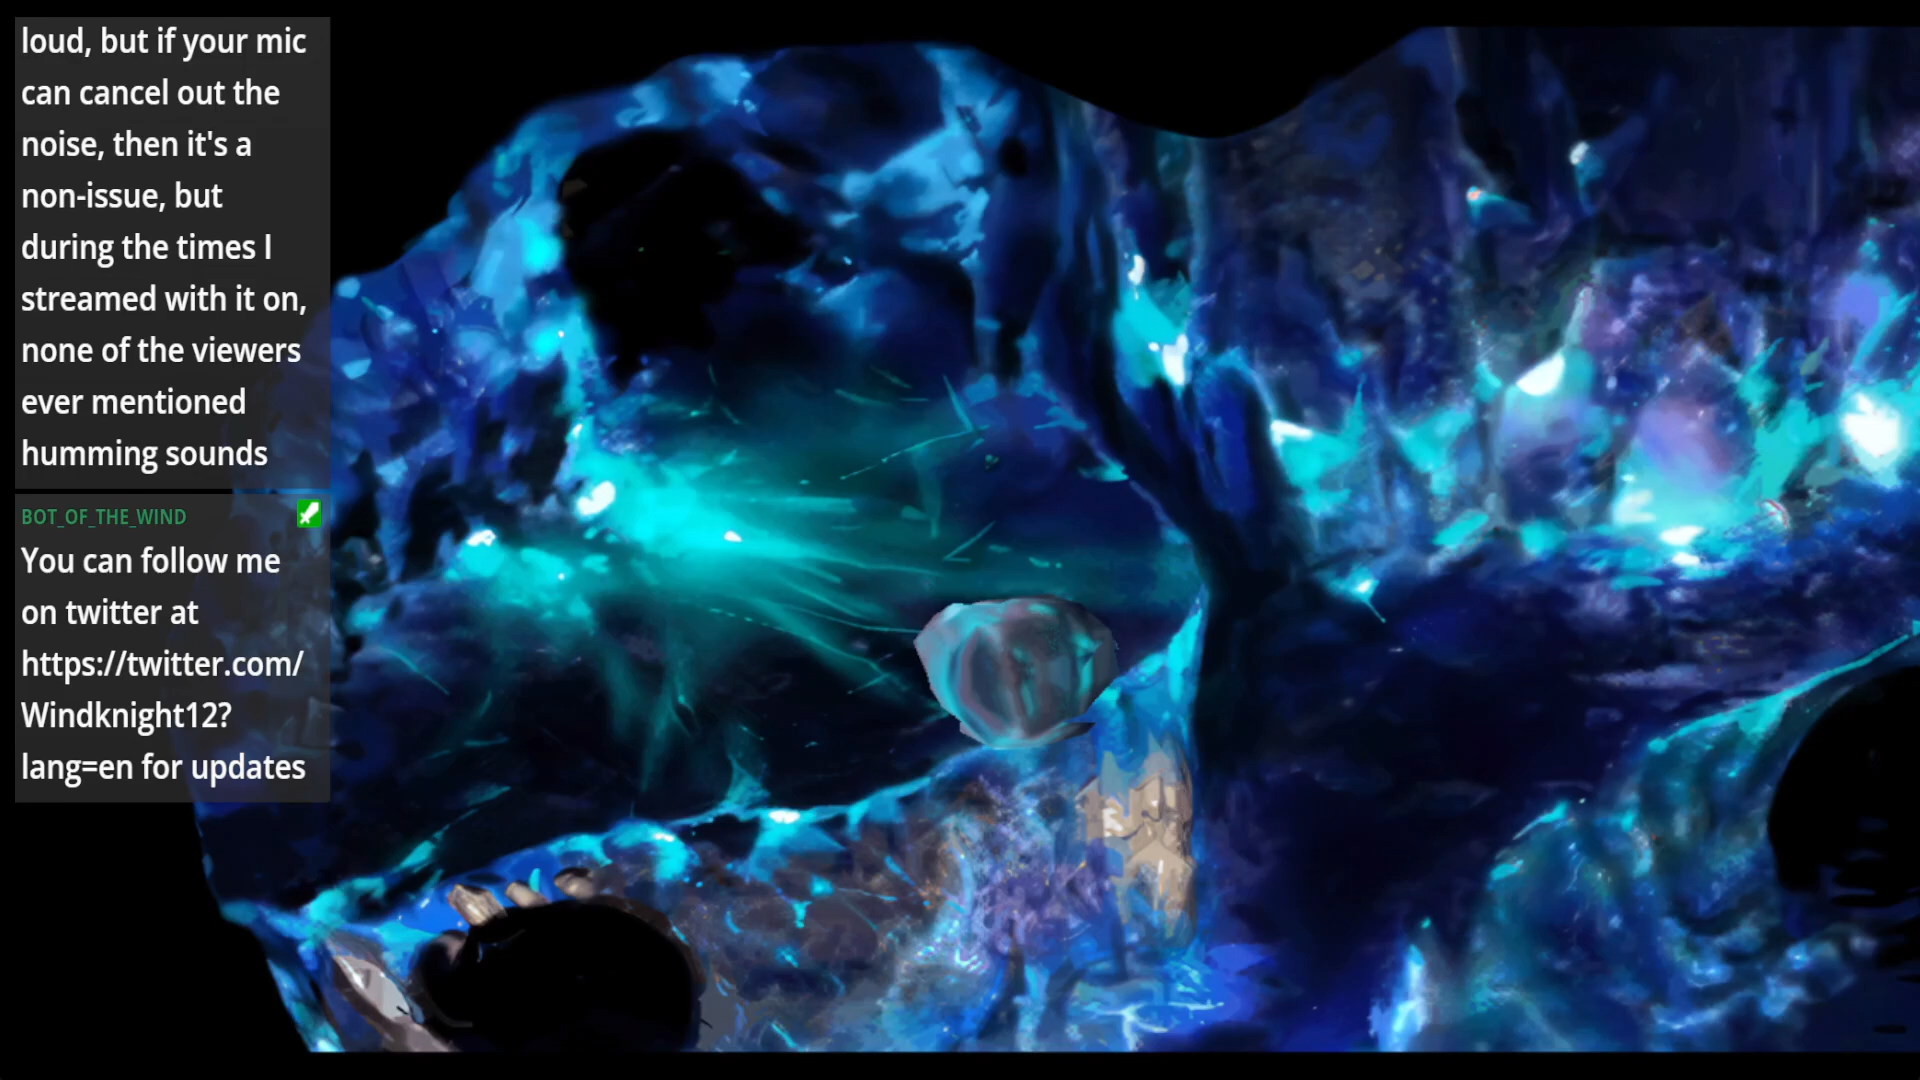 loud, but if your mic
can cancel out the
noise, then it's a
non-issue, but
during the times I
streamed with it on,
none of the viewers
ever mentioned
humming sounds
BOT_OF_THE_WIND
You can follow me
on twitter at
https://twitter.com/
Windknight12?
lang=en for updates